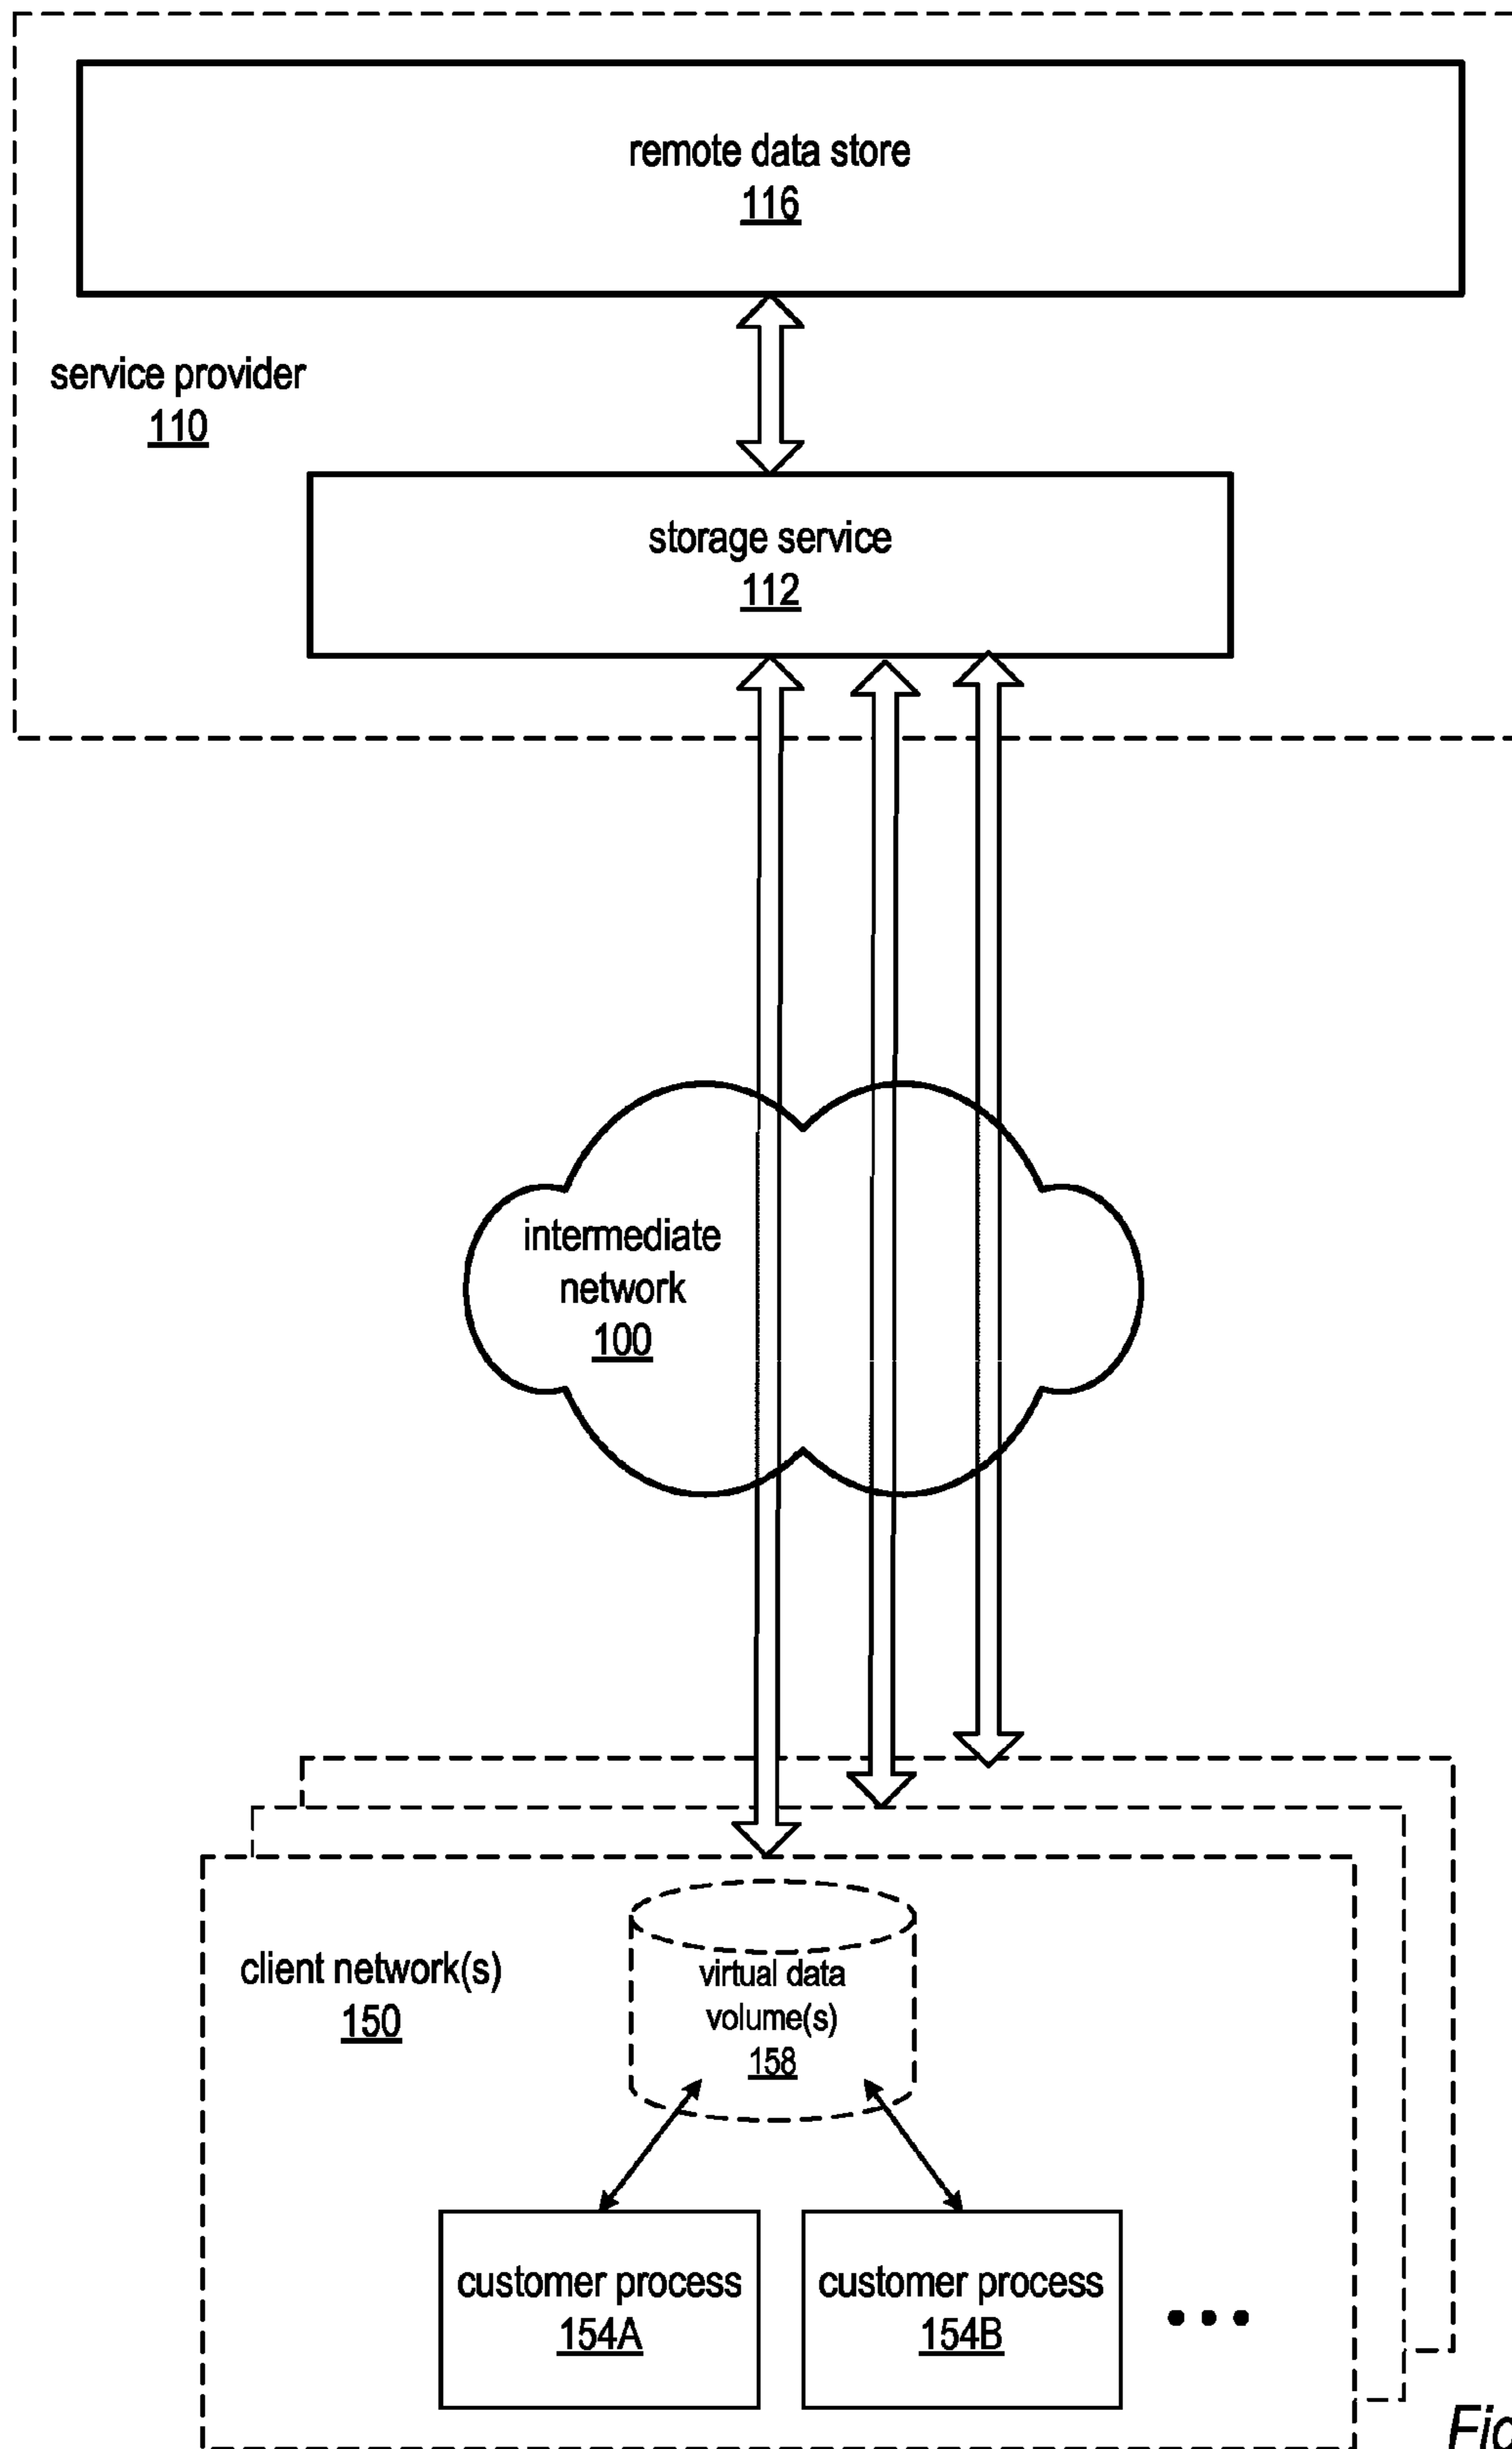 remote data store
116
service provider
110
storage service
112
intermediate
network
100
client network(s)
150
virtual data
volume(s)
158
customer process
154A
customer process
154B
...